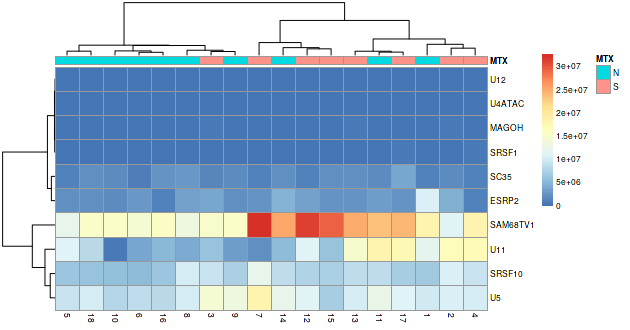 MTX
U12
U4ATAC
MAGOH
SRSF1
SC35
ESRP2
SAM68TV1
U11
SRSF10
U5
5 18 10 6 16 8 3 9 7 14 12 15 13 11 17 1 2 4
3e+07
2.5e+07
2e+07
1.5e+07
1e+07
5e+06
0
MTX
N
S